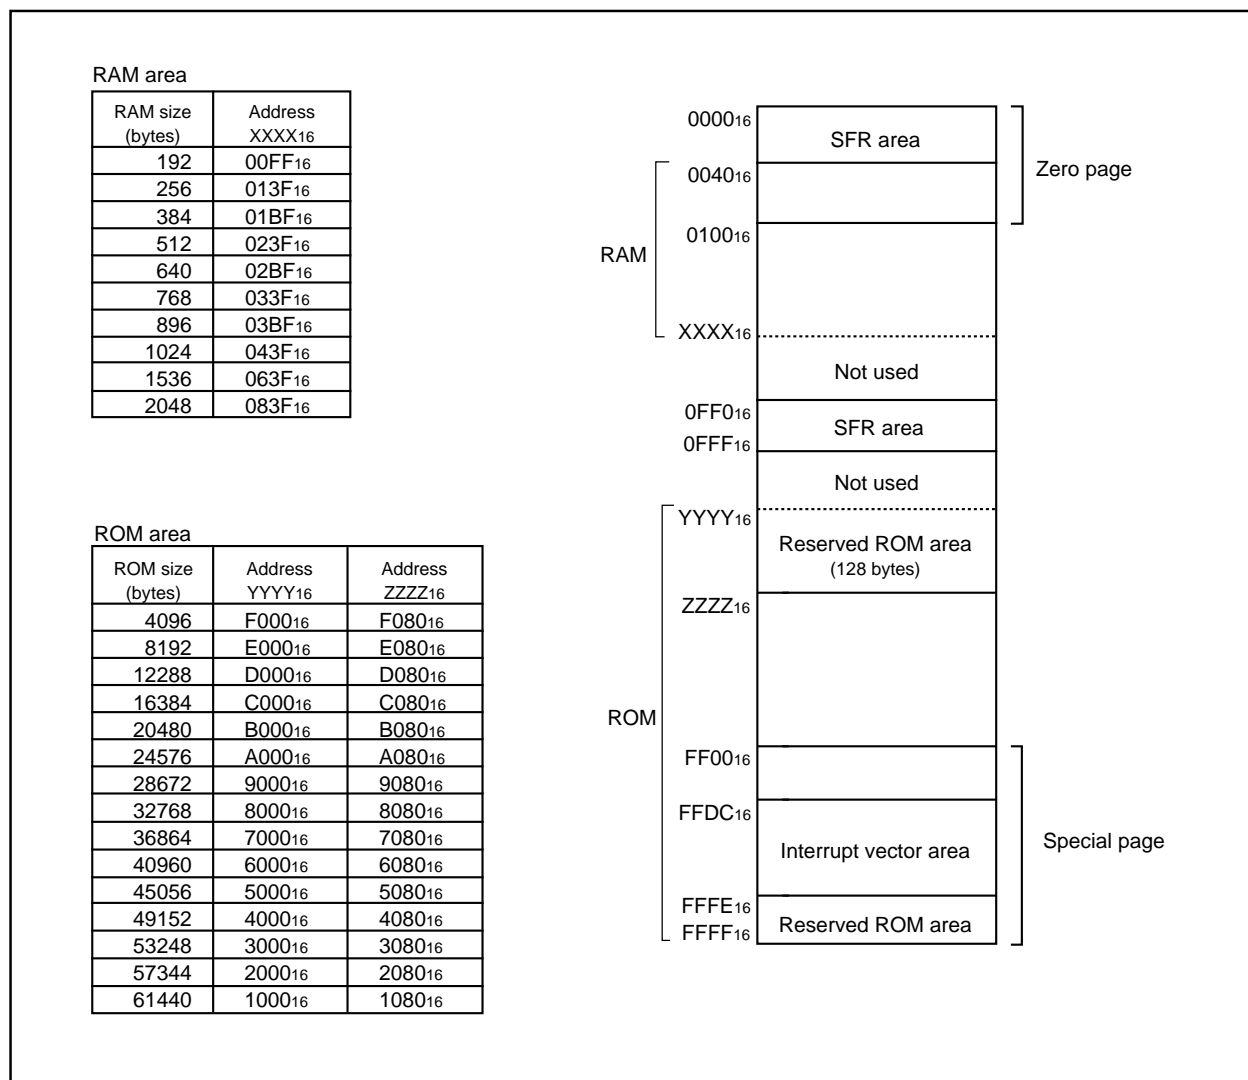 RAM area
RAM size (bytes) Address XXXX16
192 00FF16
256 013F16
384 01BF16
512 023F16
640 02BF16
768 033F16
896 03BF16
1024 043F16
1536 063F16
2048 083F16
ROM area
ROM size (bytes) Address YYYY16 Address ZZZZ16
4096 F00016 F08016
8192 E00016 E08016
12288 D00016 D08016
16384 C00016 C08016
20480 B00016 B08016
24576 A00016 A08016
28672 900016 908016
32768 800016 808016
36864 700016 708016
40960 600016 608016
45056 500016 508016
49152 400016 408016
53248 300016 308016
57344 200016 208016
61440 100016 108016
000016
SFR area
004016
Zero page
010016
RAM
XXXX16
Not used
0FF016
SFR area
0FFF16
Not used
YYYY16
Reserved ROM area
(128 bytes)
ZZZZ16
ROM
FF0016
FFDC16
Interrupt vector area
Special page
FFFE16
Reserved ROM area
FFFF16